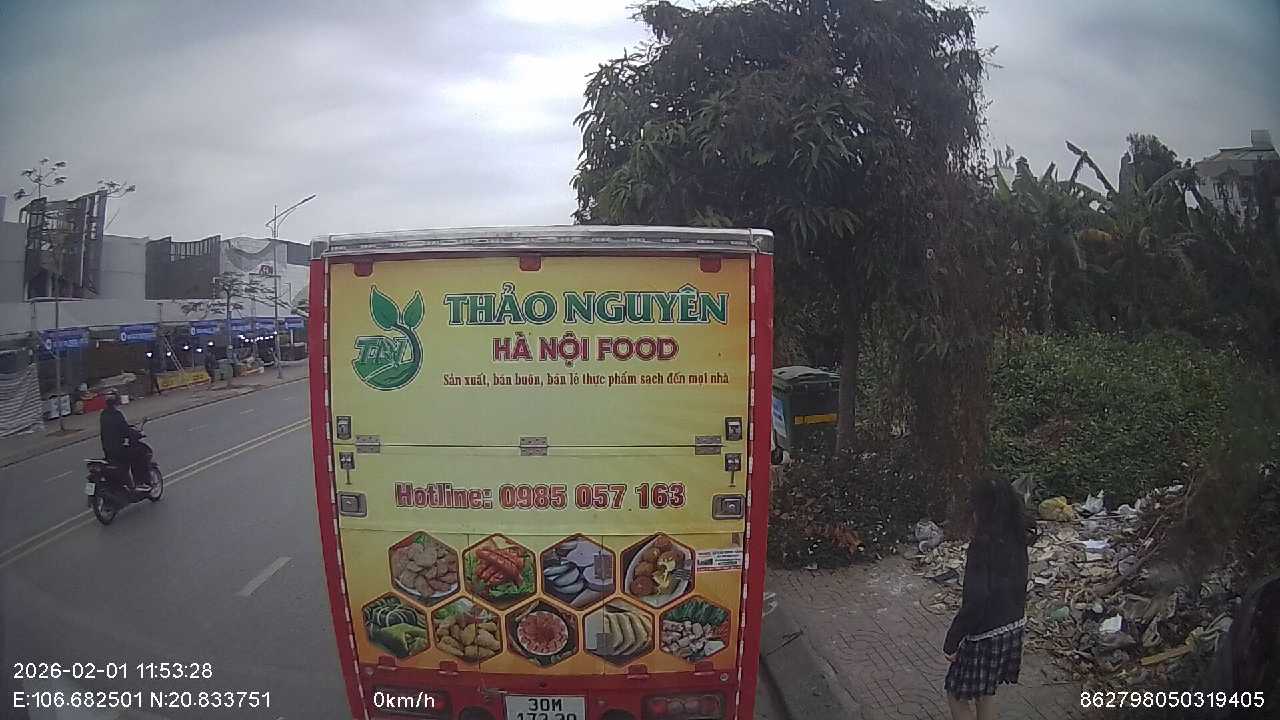 THẢO NGUYÊN
HÀ NỘI FOOD
Sản xuất, bán buôn, bán lẻ thực phẩm sạch đến mọi nhà
Hotline: 0985 057 163
30M
2026-02-01 11:53:28
E:106.682501 N:20.833751
0km/h
862798050319405